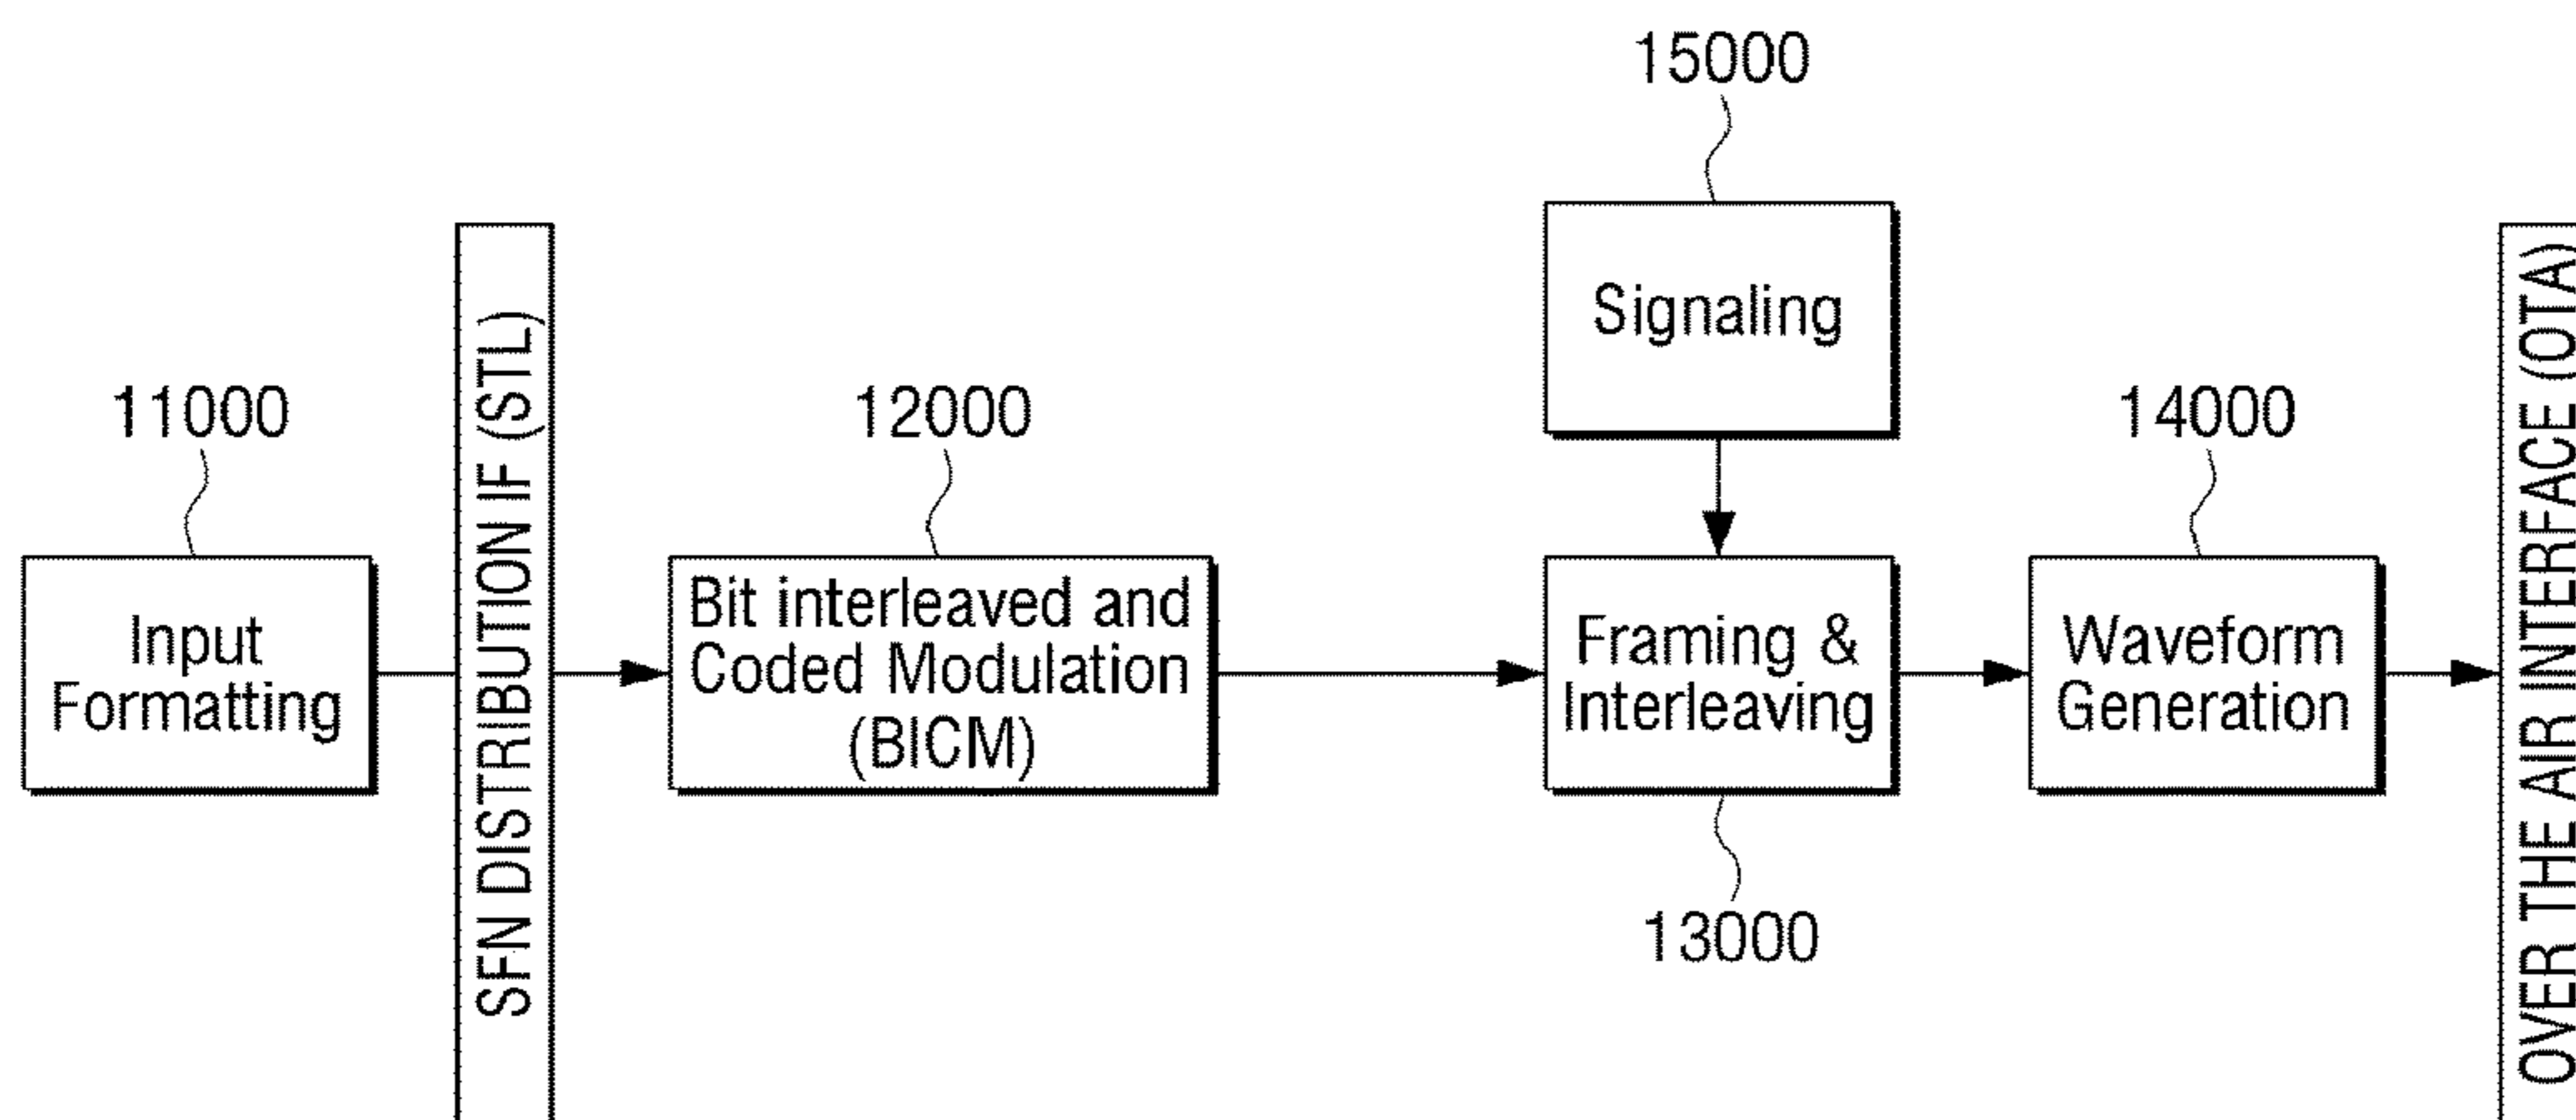 15000
Signaling
11000
12000
14000
SFN DISTRIBUTION IF (STL)
Input
Formatting
Bit interleaved and
Coded Modulation
(BICM)
Framing &
Interleaving
Waveform
Generation
OVER THE AIR INTERFACE (OTA)
13000